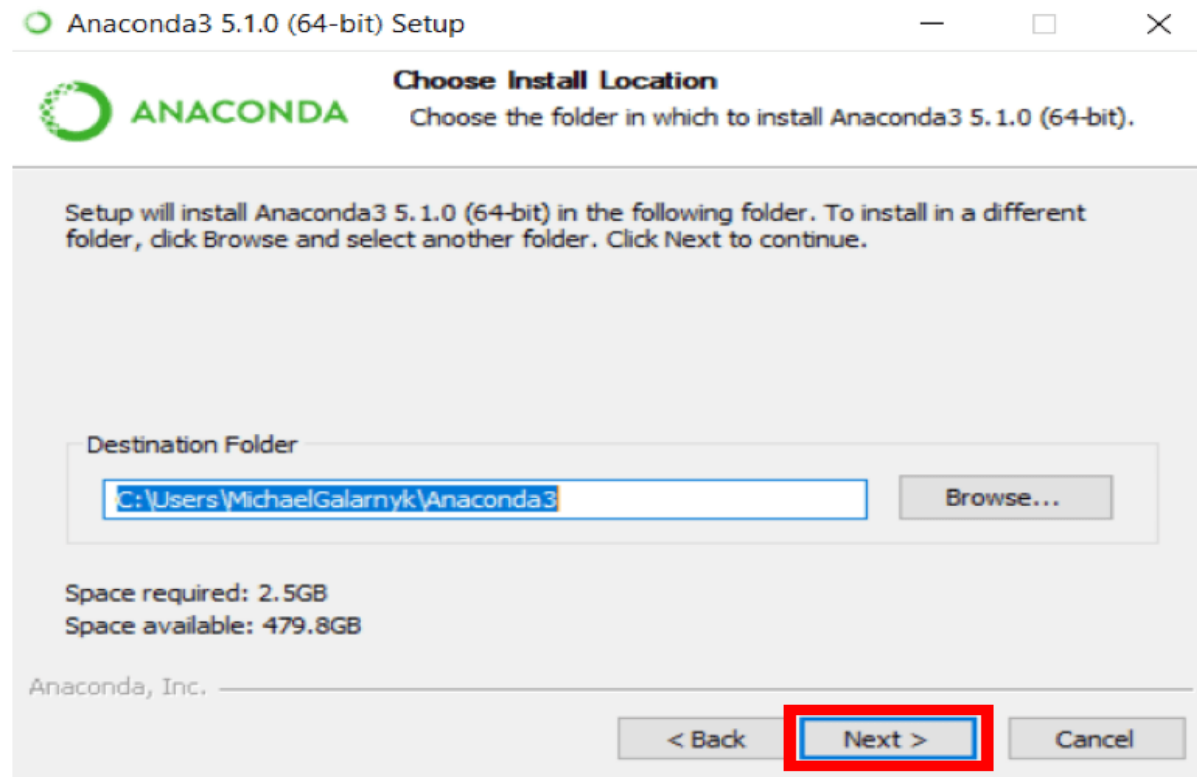 Anaconda3 5.1.0 (64-bit) Setup
ANACONDA
Choose Install Location
Choose the folder in which to install Anaconda3 5.1.0 (64-bit).
Setup will install Anaconda3 5.1.0 (64-bit) in the following folder. To install in a different
folder, click Browse and select another folder. Click Next to continue.
Destination Folder
C:\Users\MichaelGalarnyk\Anaconda3
Browse...
Space required: 2.5GB
Space available: 479.8GB
Anaconda, Inc.
< Back
Next >
Cancel